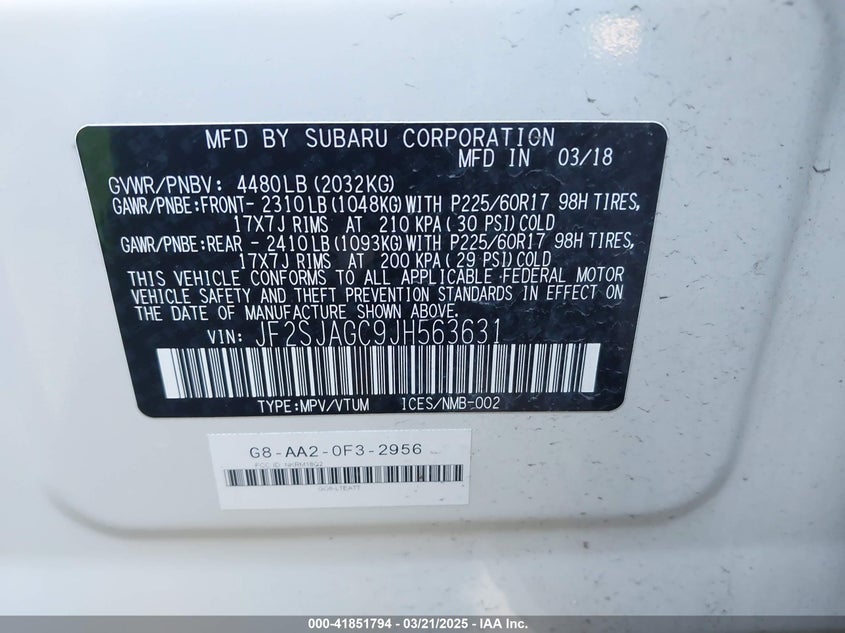 MFD BY SUBARU CORPORATION
MFD IN 03/18
GVWR/PNBV: 4480LB(2032KG)
GAWR/PNBE:FRONT- 2310LB(1048KG)WITH P225/60R17 98H TIRES,
17X7J RIMS AT 210 KPA(30 PSI)COLD
GAWR/PNBE:REAR - 2410LB(1093KG)WITH P225/60R17 98H TIRES,
17X7J RIMS AT 200 KPA(29 PSI)COLD
THIS VEHICLE CONFORMS TO ALL APPLICABLE FEDERAL MOTOR
VEHICLE SAFETY AND THEFT PREVENTION STANDARDS IN EFFECT ON
THE DATE OF MANUFACTURE SHOWN ABOVE.
VIN: JF2SJAGC9JH563631
TYPE:MPV/VTUM ICES/NMB-002
G8-AA2-0F3-2956
FCC ID: NKRM18Q2
000-41851794 — 03/21/2025 — IAA Inc.